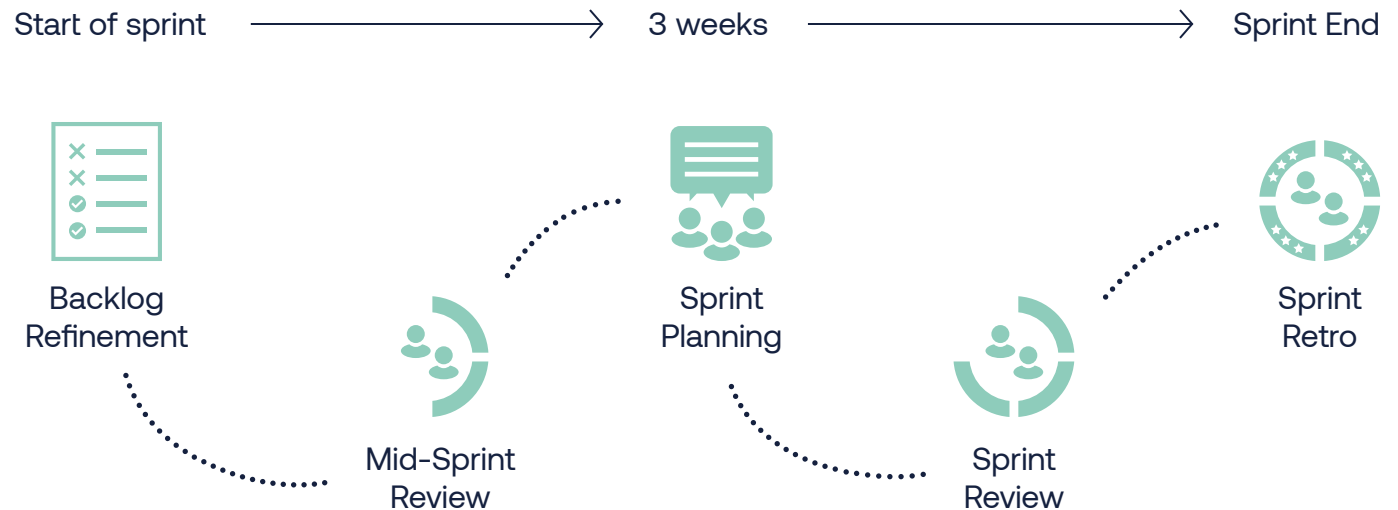 Start of sprint
3 weeks
Sprint End
Backlog
Refinement
Mid-Sprint
Review
Sprint
Planning
Sprint
Review
Sprint
Retro